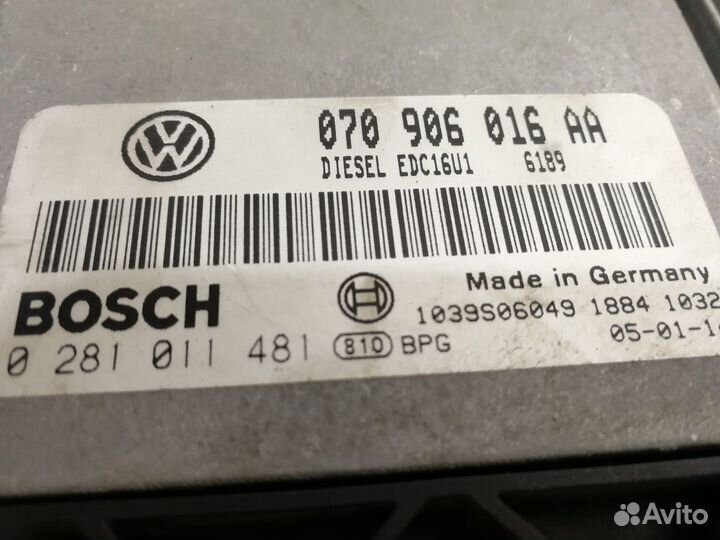 070 906 016 AA
DIESEL EDC16U1 6189
BOSCH
Made in Germany
1039S06049 1884 1032
0 281 011 481 810 BPG
05-01-1
Avito